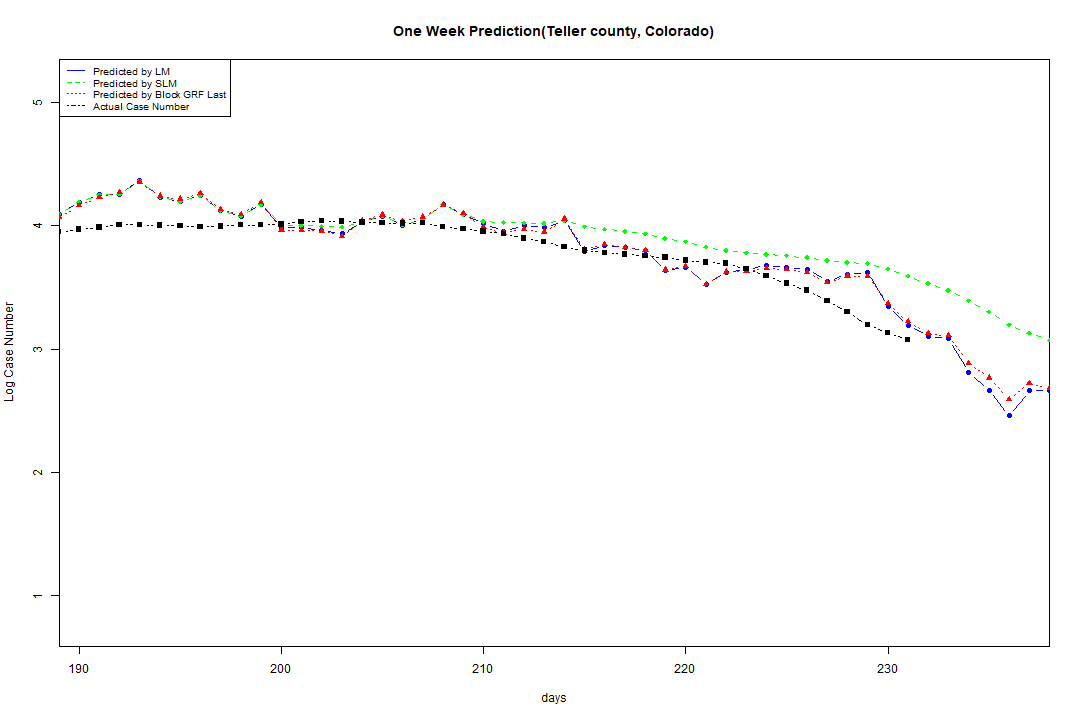 One Week Prediction(Teller county, Colorado)
Predicted by LM
Predicted by SLM
Predicted by Block GRF Last
Actual Case Number
5
4
3
2
1
Log Case Number
190 200 210 220 230
days